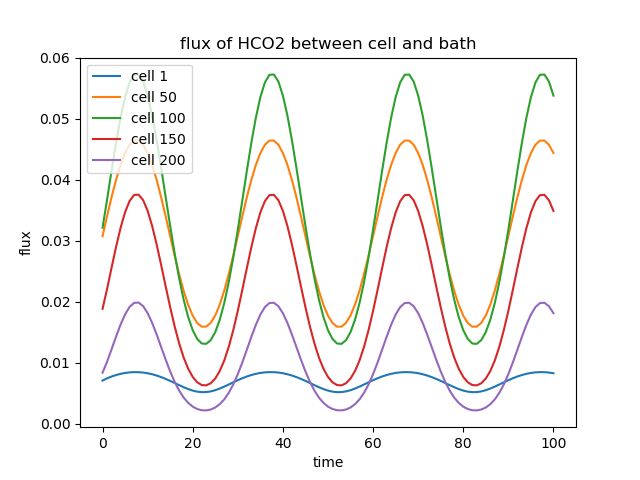 flux of HCO2 between cell and bath
cell 1
cell 50
cell 100
cell 150
cell 200
0.06
0.05
0.04
0.03
0.02
0.01
0.00
flux
0 20 40 60 80 100
time